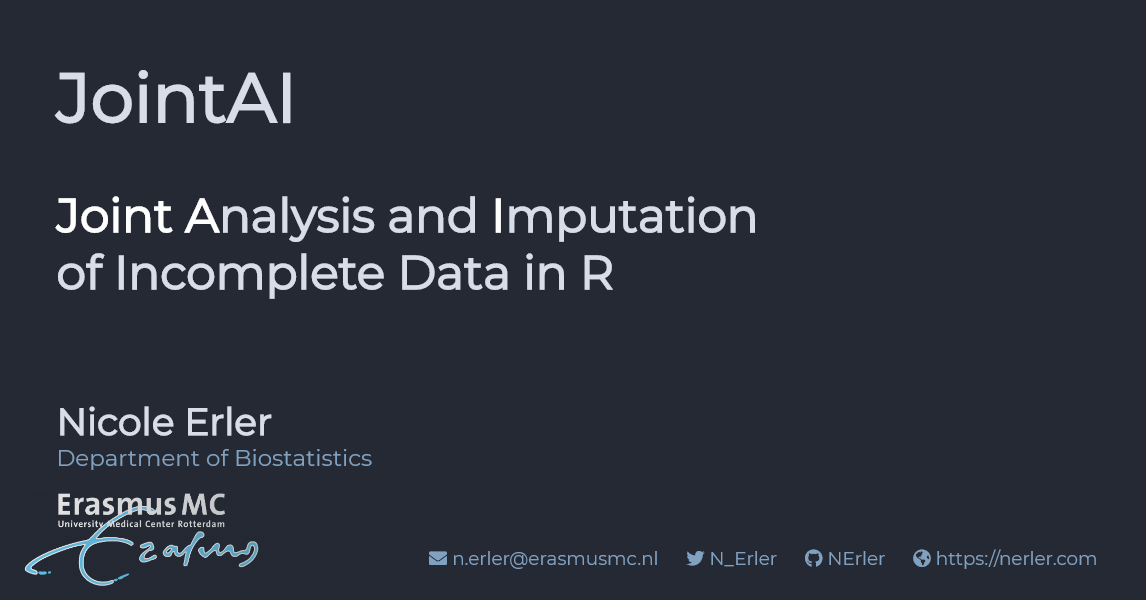 JointAI
Joint Analysis and Imputation
of Incomplete Data in R
Nicole Erler
Department of Biostatistics
Erasmus MC
University Medical Center Rotterdam
Erasmus
n.erler@erasmusmc.nl N_Erler NErler https://nerler.com